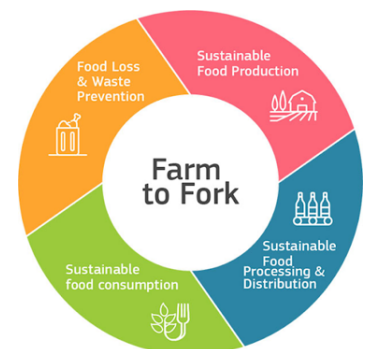 Farm
to Fork
Sustainable
Food Production
Sustainable
Food
Processing &
Distribution
Sustainable
food consumption
Food Loss
& Waste
Prevention